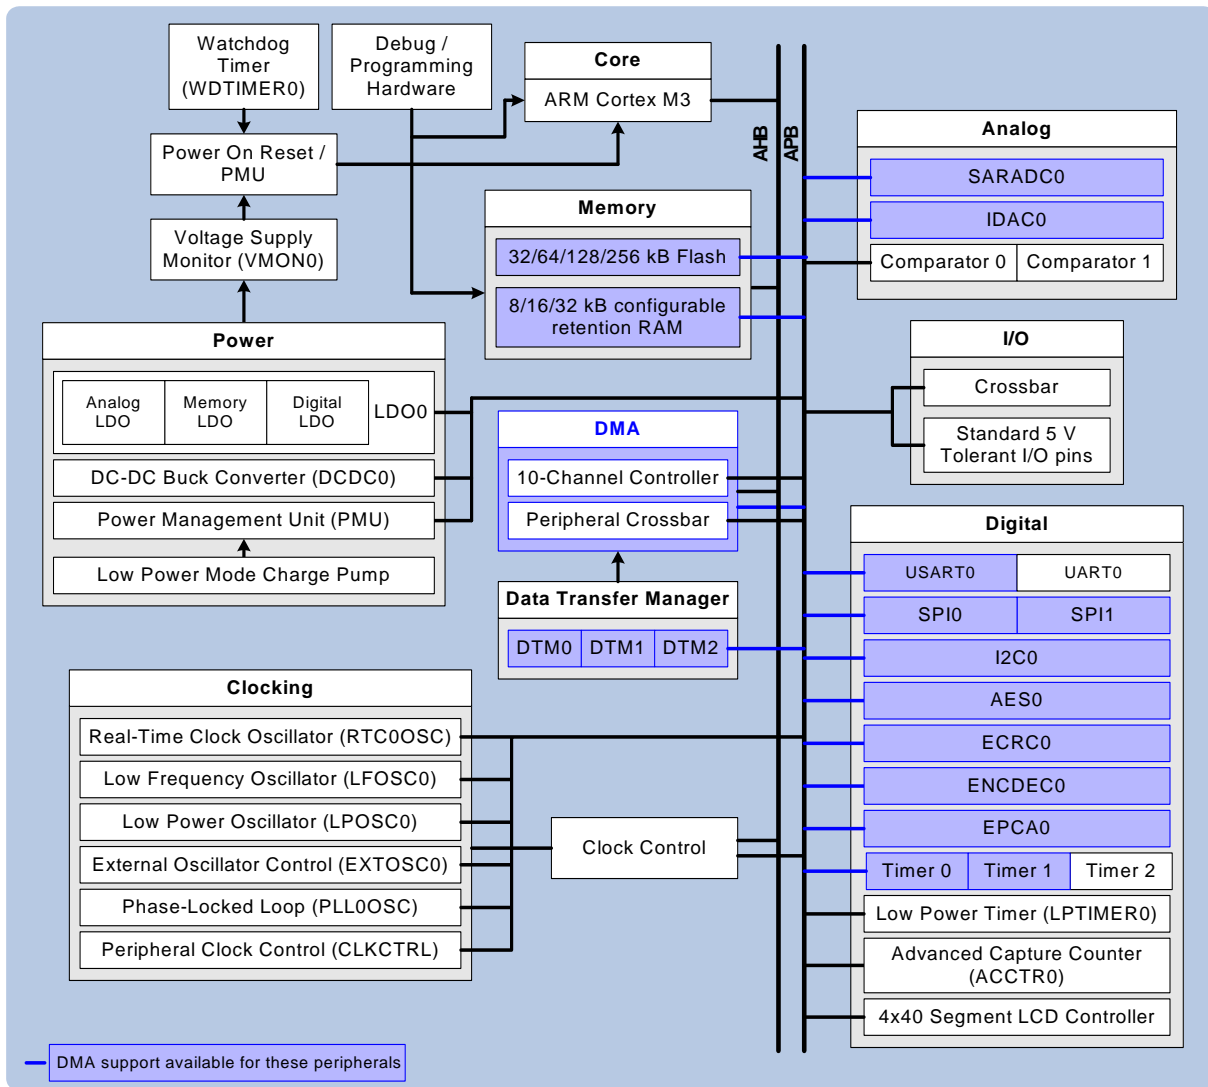 Watchdog
Timer
(WDTIMER0)
Debug /
Programming
Hardware
Core
ARM Cortex M3
Power On Reset /
PMU
Voltage Supply
Monitor (VMON0)
AHB
APB
Memory
32/64/128/256 kB Flash
8/16/32 kB configurable
retention RAM
Analog
SARADC0
IDAC0
Comparator 0
Comparator 1
Power
Analog
LDO
Memory
LDO
Digital
LDO
LDO0
DC-DC Buck Converter (DCDC0)
Power Management Unit (PMU)
Low Power Mode Charge Pump
I/O
Crossbar
Standard 5 V
Tolerant I/O pins
DMA
10-Channel Controller
Peripheral Crossbar
Data Transfer Manager
DTM0
DTM1
DTM2
Digital
USART0
UART0
SPI0
SPI1
I2C0
AES0
ECRC0
ENCDEC0
EPCA0
Timer 0
Timer 1
Timer 2
Low Power Timer (LPTIMER0)
Advanced Capture Counter
(ACCTR0)
4x40 Segment LCD Controller
Clocking
Real-Time Clock Oscillator (RTC0OSC)
Low Frequency Oscillator (LFOSC0)
Low Power Oscillator (LPOSC0)
External Oscillator Control (EXTOSC0)
Phase-Locked Loop (PLL0OSC)
Peripheral Clock Control (CLKCTRL)
Clock Control
DMA support available for these peripherals